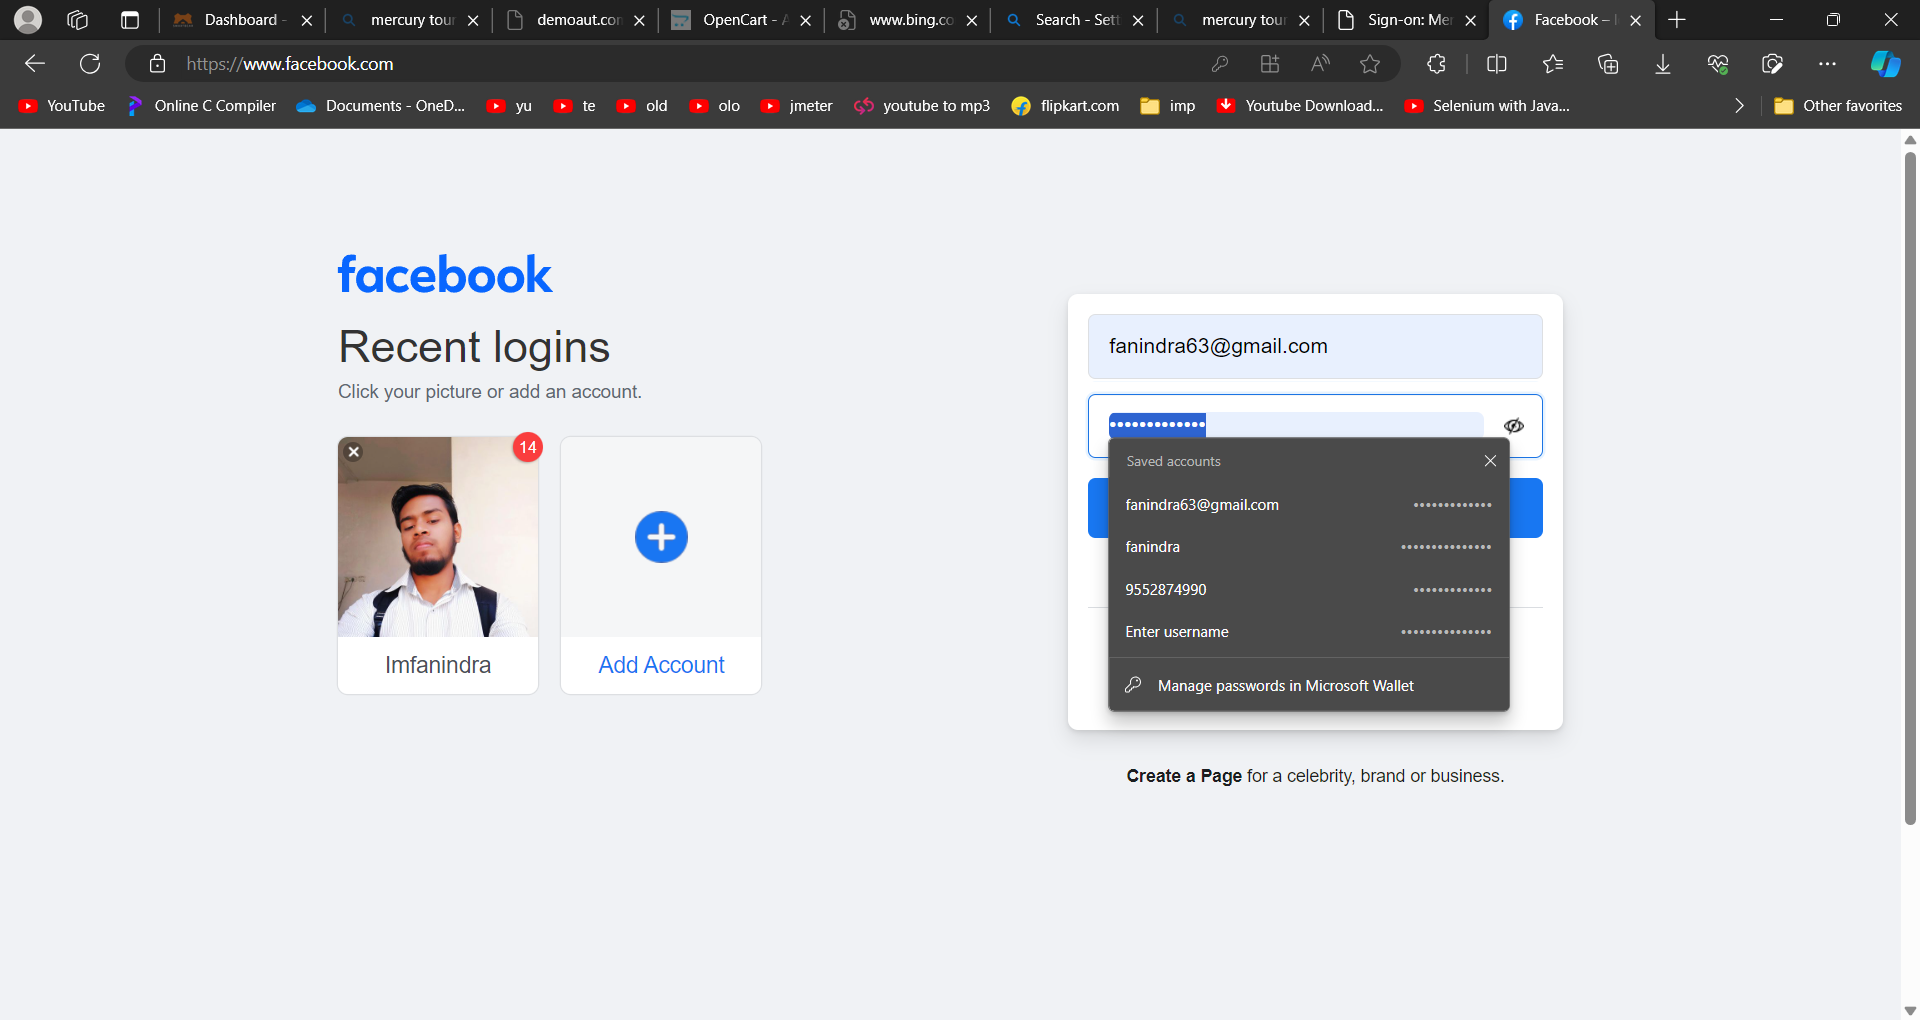 Dashboard -
mercury tour
demoaut.con
OpenCart - A
www.bing.co
Search - Sett
mercury tour
Sign-on: Mer
Facebook – l
https://www.facebook.com
YouTube
Online C Compiler
Documents - OneD...
yu
te
old
olo
jmeter
youtube to mp3
flipkart.com
imp
Youtube Download...
Selenium with Java...
Other favorites
facebook
Recent logins
Click your picture or add an account.
14
Imfanindra
Add Account
fanindra63@gmail.com
•••••••••••••
Saved accounts
fanindra63@gmail.com •••••••••••••
fanindra •••••••••••••••
9552874990 •••••••••••••
Enter username •••••••••••••••
Manage passwords in Microsoft Wallet
Create a Page for a celebrity, brand or business.